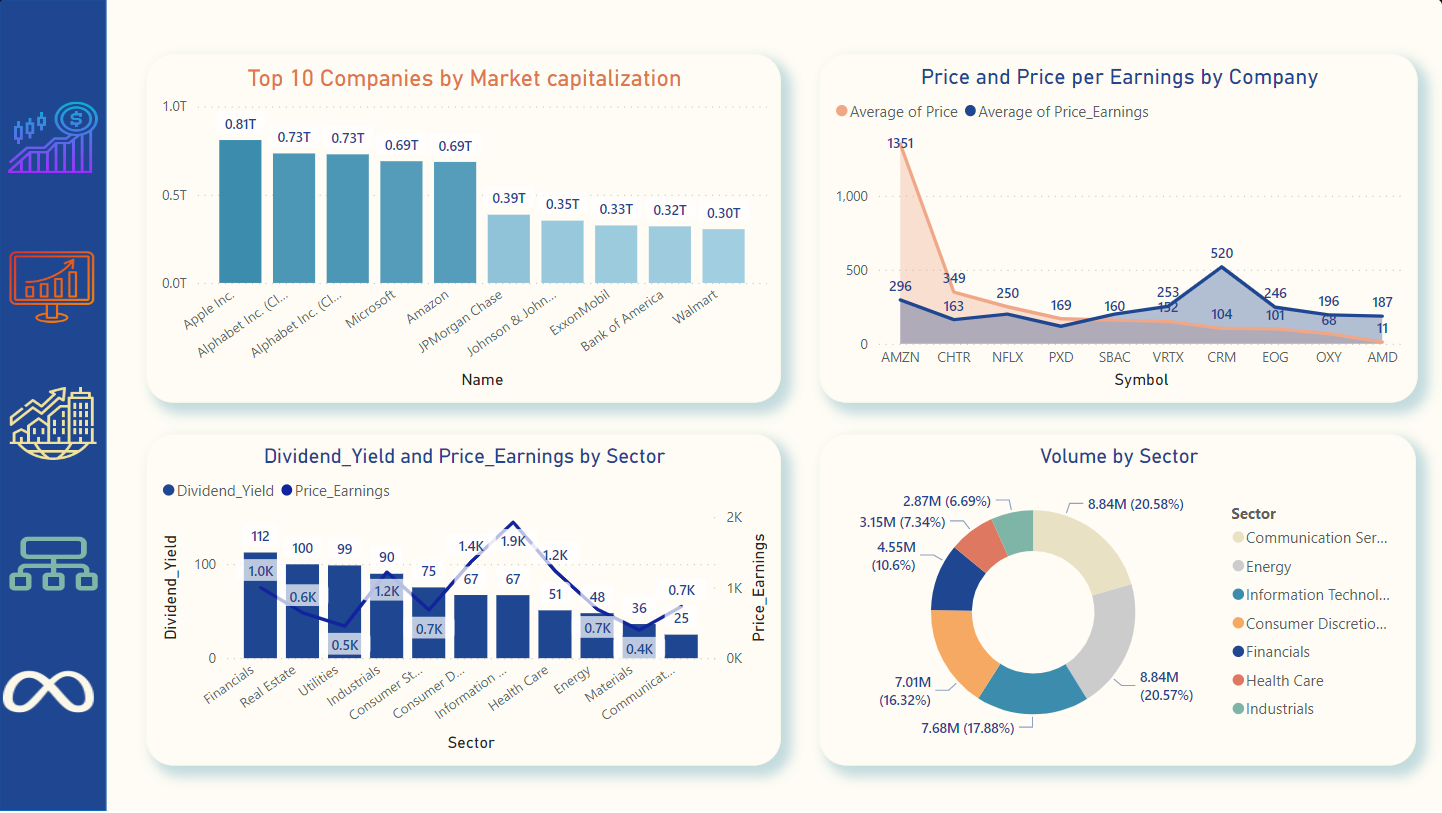 Top 10 Companies by Market capitalization
1.0T
0.5T
0.0T
0.81T
0.73T
0.73T
0.69T
0.69T
0.39T
0.35T
0.33T
0.32T
0.30T
Apple Inc.
Alphabet Inc. (Cl...
Alphabet Inc. (Cl...
Microsoft
Amazon
JPMorgan Chase
Johnson & John...
ExxonMobil
Bank of America
Walmart
Name
Price and Price per Earnings by Company
Average of Price Average of Price_Earnings
1,000
500
0
1351
296
349
163
250
169
160
253
152
520
104
246
101
196
68
187
11
AMZN CHTR NFLX PXD SBAC VRTX CRM EOG OXY AMD
Symbol
Dividend_Yield and Price_Earnings by Sector
Dividend_Yield Price_Earnings
Dividend_Yield
100
0
112
100
99
90
75
67
67
51
48
36
25
1.0K
0.6K
0.5K
1.2K
0.7K
1.4K
1.9K
1.2K
0.7K
0.4K
0.7K
2K
1K
0K
Price_Earnings
Financials
Real Estate
Utilities
Industrials
Consumer St...
Consumer D...
Information ...
Health Care
Energy
Materials
Communicat...
Sector
Volume by Sector
2.87M (6.69%)
8.84M (20.58%)
3.15M (7.34%)
4.55M
(10.6%)
7.01M
(16.32%)
7.68M (17.88%)
8.84M
(20.57%)
Sector
Communication Ser...
Energy
Information Technol...
Consumer Discretio...
Financials
Health Care
Industrials
$